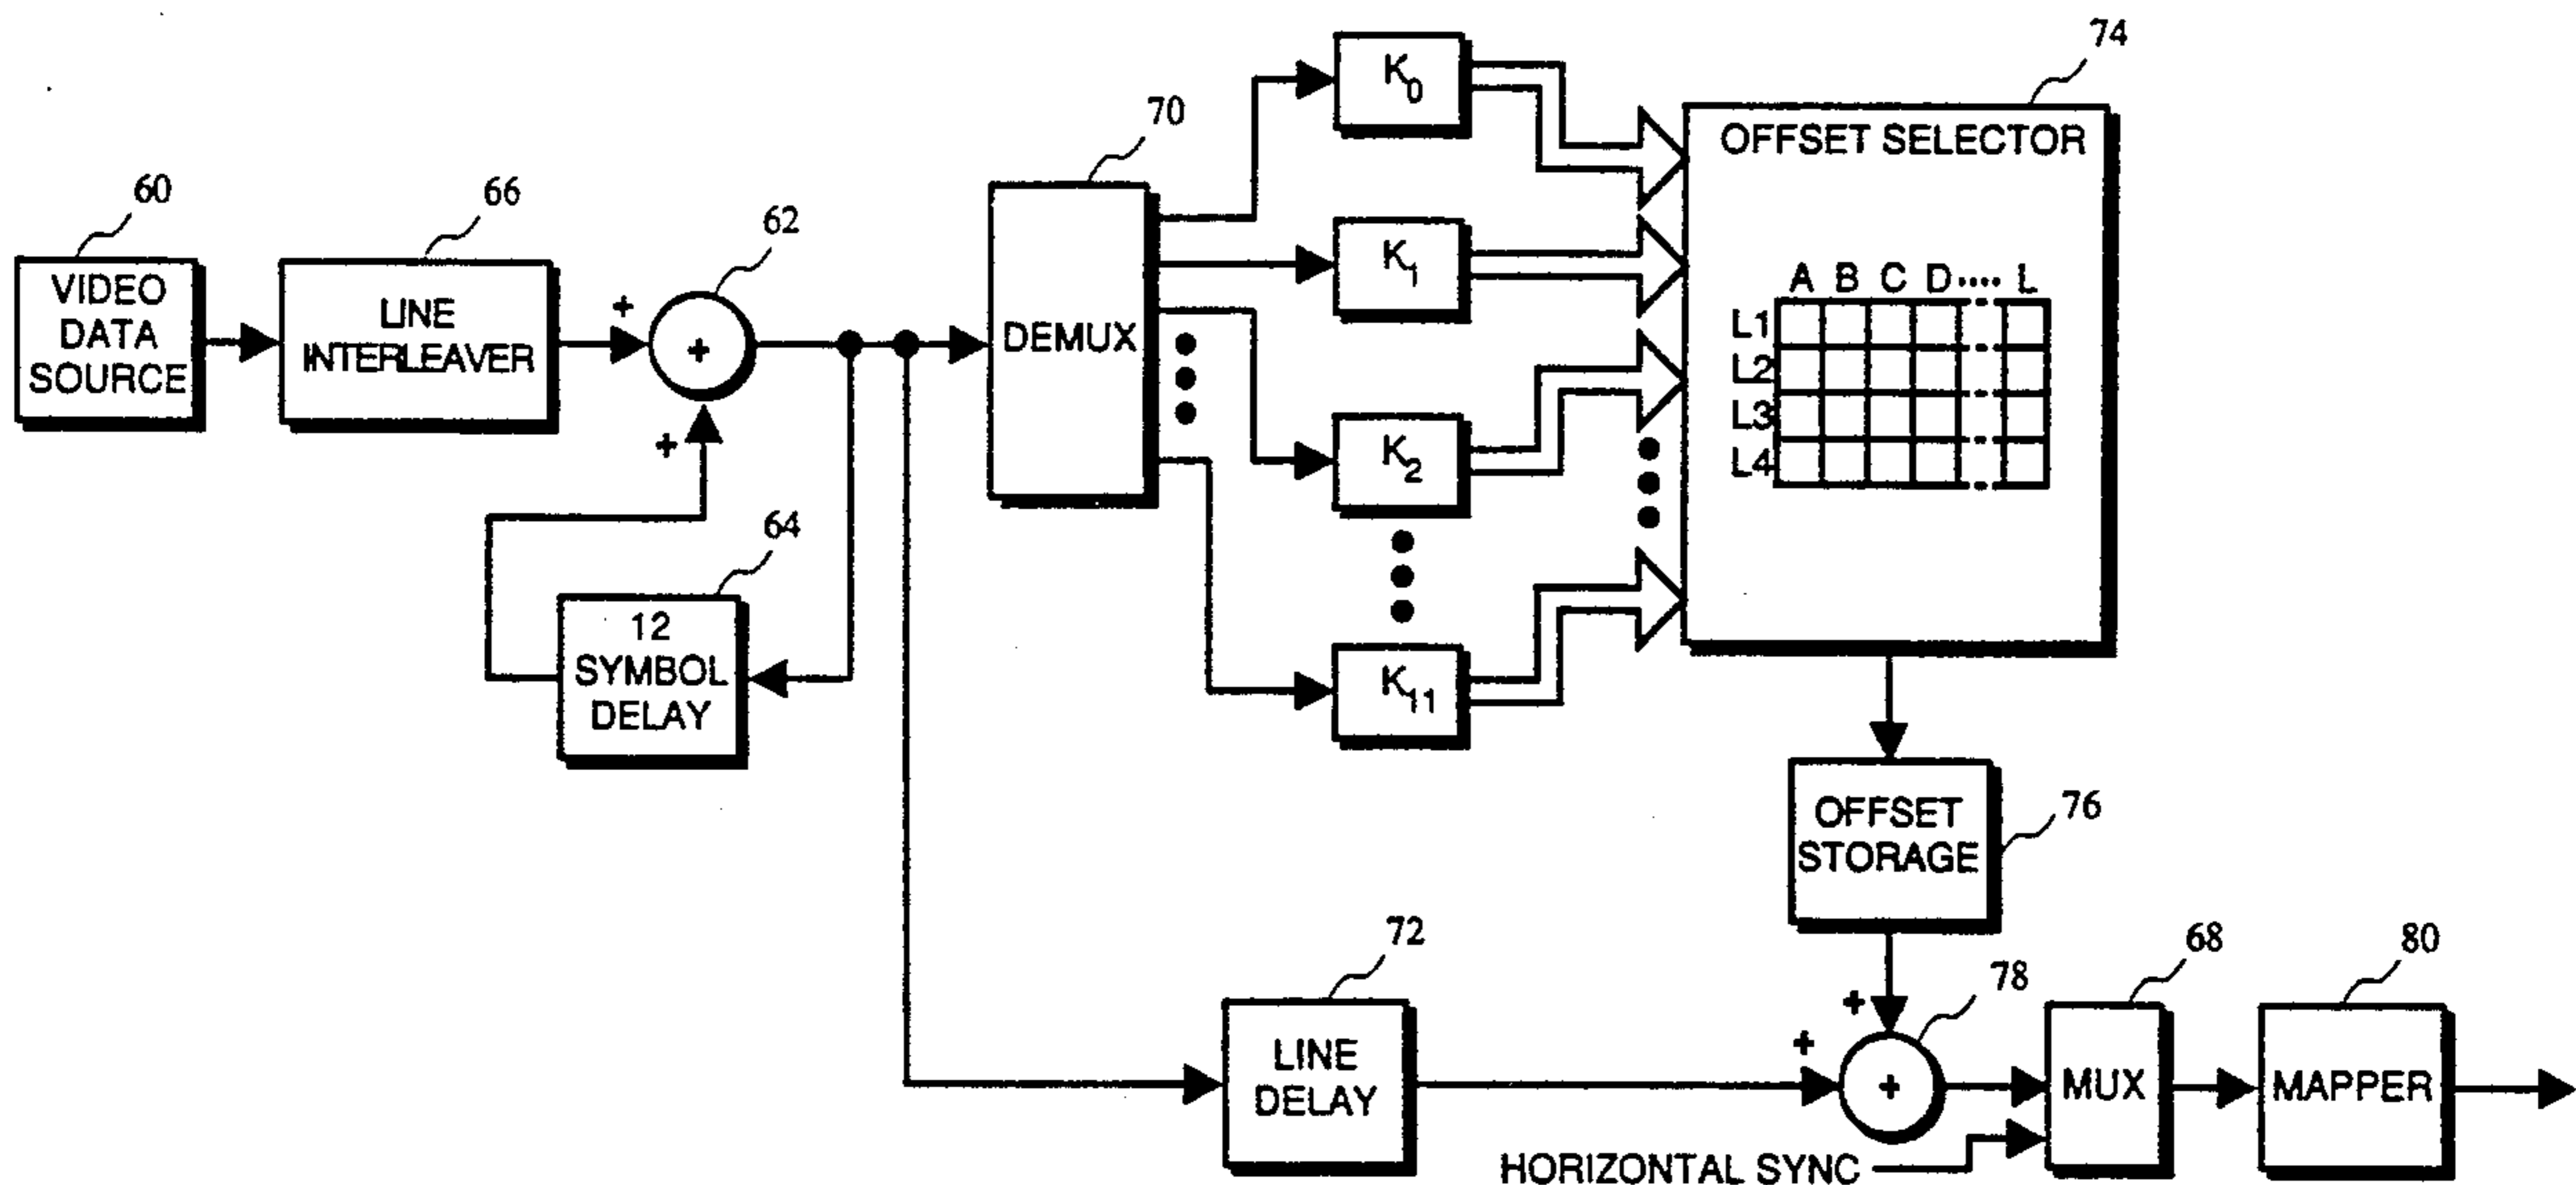 60
VIDEO
DATA
SOURCE
66
LINE
INTERLEAVER
62
+
+
+
64
12
SYMBOL
DELAY
70
DEMUX
K0
K1
K2
K11
74
OFFSET SELECTOR
A B C D .... L
L1
L2
L3
L4
OFFSET
STORAGE
76
72
LINE
DELAY
+
+
+
78
HORIZONTAL SYNC
68
MUX
80
MAPPER